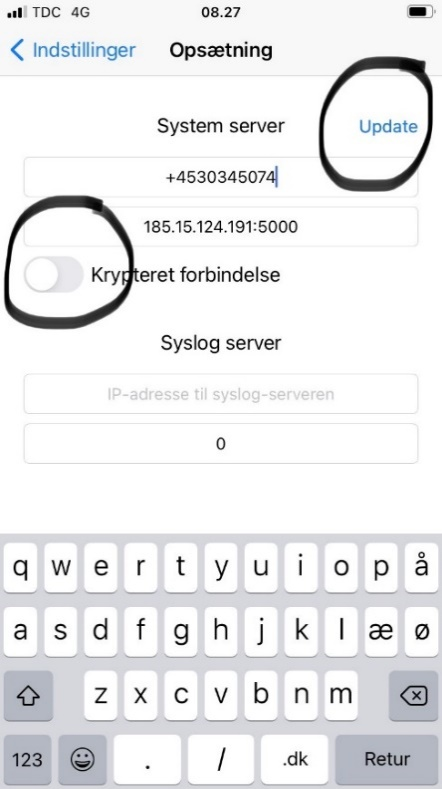 TDC 4G 08.27
Indstillinger Opsætning
System server Update
+4530345074
185.15.124.191:5000
Krypteret forbindelse
Syslog server
IP-adresse til syslog-serveren
0
q w e r t y u i o p å
a s d f g h j k l æ ø
z x c v b n m
123 . / .dk Retur